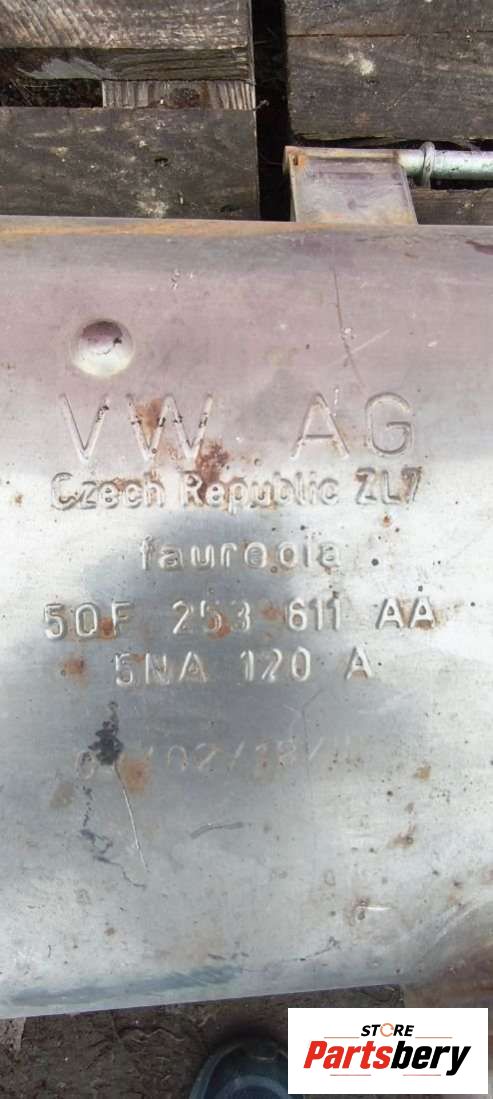 VW AG
Czech Republic ZL7
faurecia
5QF 253 611 AA
5NA 120 A
STORE
Partsbery